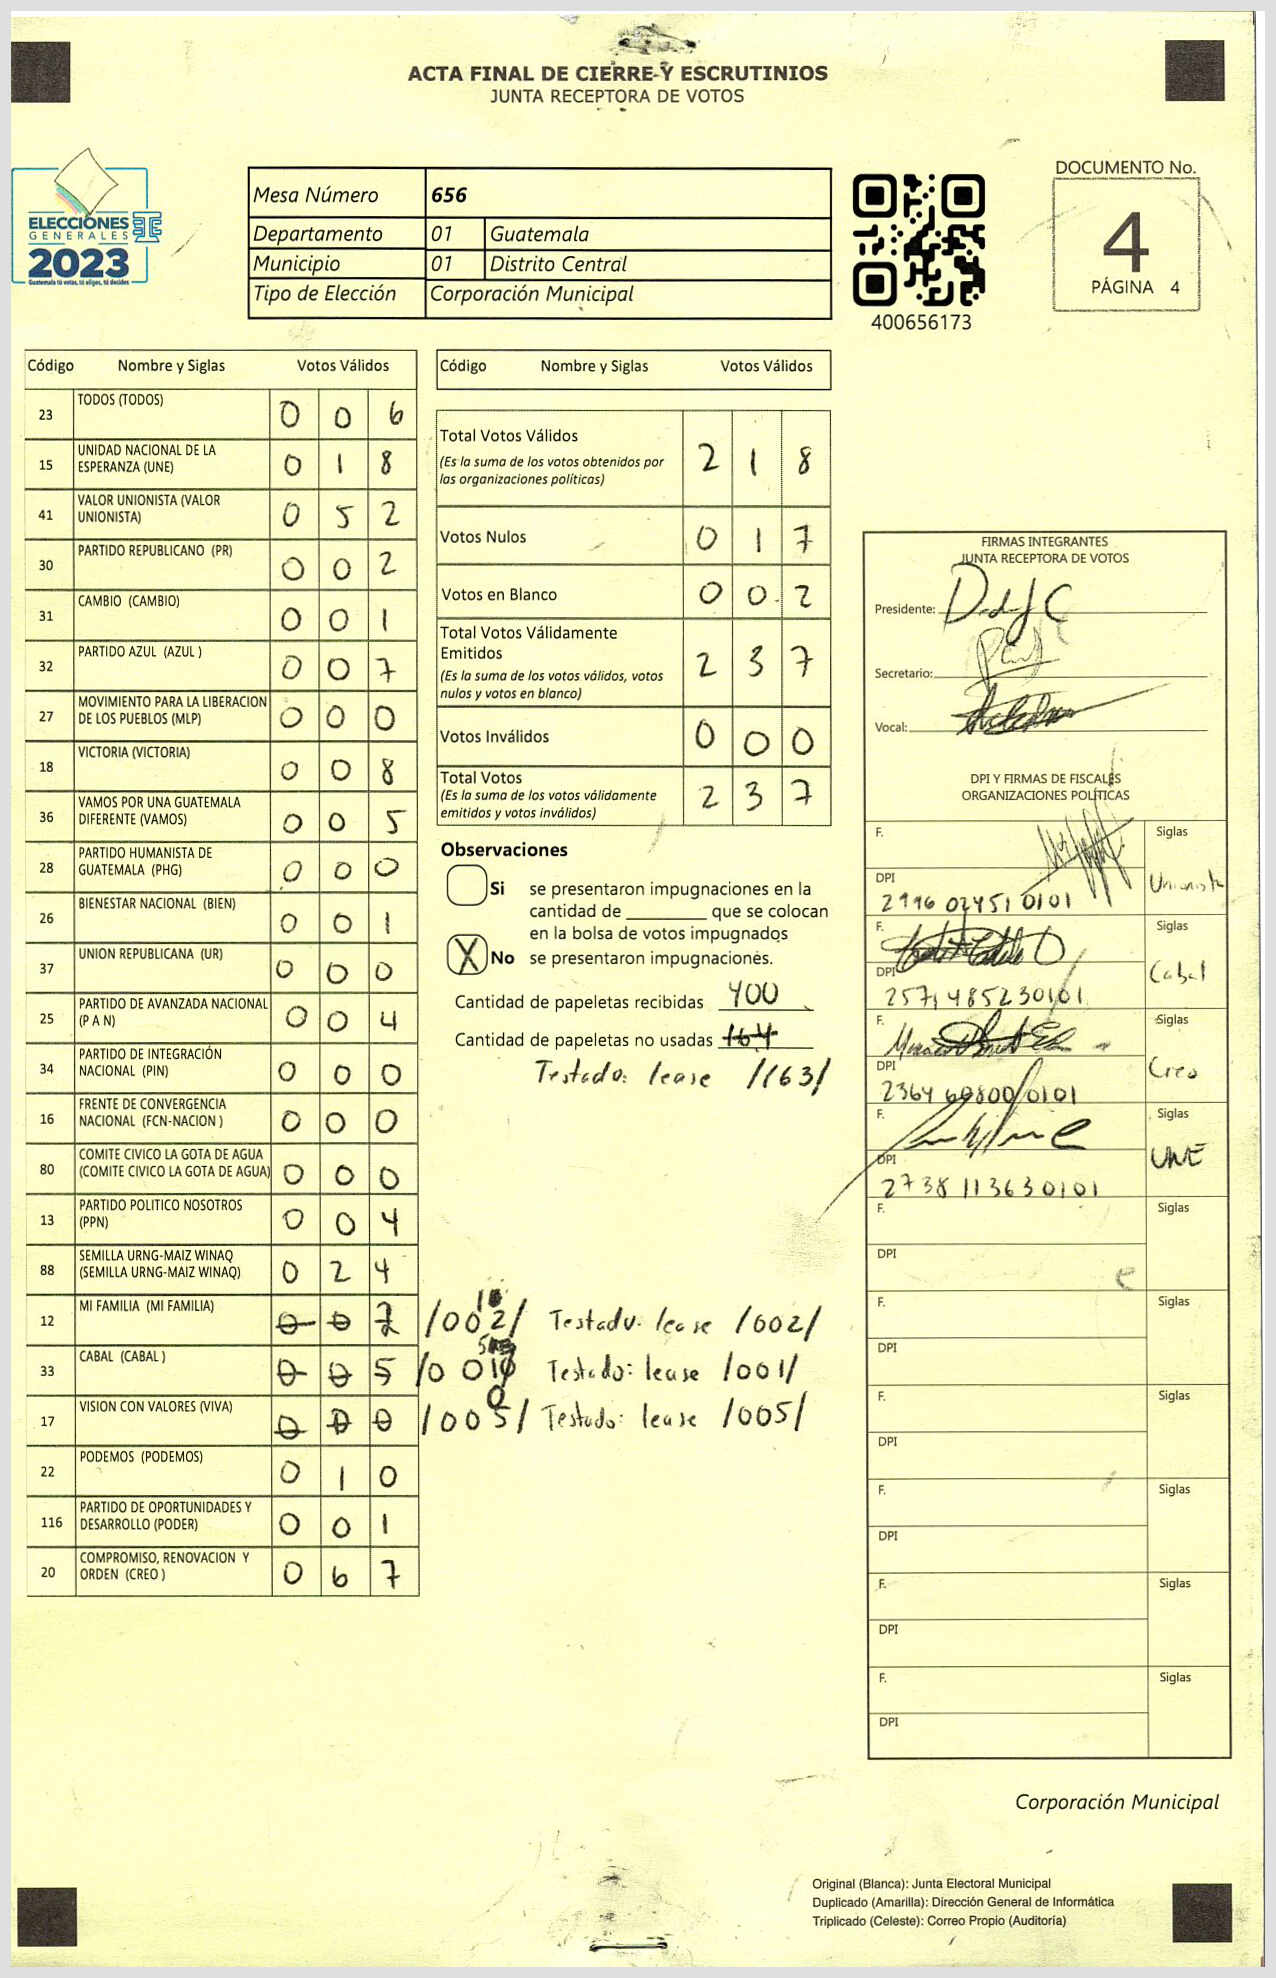 ACTA FINAL DE CIERRE Y ESCRUTINIOS
JUNTA RECEPTORA DE VOTOS
ELECCIONES
GENERALES
2023
Guatemala tú votas, tú eliges, tú decides
Mesa Número 656
Departamento 01 Guatemala
Municipio 01 Distrito Central
Tipo de Elección Corporación Municipal
400656173
DOCUMENTO No.
4
PÁGINA 4
Código Nombre y Siglas Votos Válidos
23 TODOS (TODOS) 0 0 6
15 UNIDAD NACIONAL DE LA ESPERANZA (UNE) 0 1 8
41 VALOR UNIONISTA (VALOR UNIONISTA) 0 5 2
30 PARTIDO REPUBLICANO (PR) 0 0 2
31 CAMBIO (CAMBIO) 0 0 1
32 PARTIDO AZUL (AZUL ) 0 0 7
27 MOVIMIENTO PARA LA LIBERACION DE LOS PUEBLOS (MLP) 0 0 0
18 VICTORIA (VICTORIA) 0 0 8
36 VAMOS POR UNA GUATEMALA DIFERENTE (VAMOS) 0 0 5
28 PARTIDO HUMANISTA DE GUATEMALA (PHG) 0 0 0
26 BIENESTAR NACIONAL (BIEN) 0 0 1
37 UNION REPUBLICANA (UR) 0 0 0
25 PARTIDO DE AVANZADA NACIONAL (P A N) 0 0 4
34 PARTIDO DE INTEGRACIÓN NACIONAL (PIN) 0 0 0
16 FRENTE DE CONVERGENCIA NACIONAL (FCN-NACION ) 0 0 0
80 COMITE CIVICO LA GOTA DE AGUA (COMITE CIVICO LA GOTA DE AGUA) 0 0 0
13 PARTIDO POLITICO NOSOTROS (PPN) 0 0 4
88 SEMILLA URNG-MAIZ WINAQ (SEMILLA URNG-MAIZ WINAQ) 0 2 4
12 MI FAMILIA (MI FAMILIA) /002/ Testado: lease /002/
33 CABAL (CABAL ) 0 0 5 Testado: lease /001/
17 VISION CON VALORES (VIVA) 0 0 0 /005/ Testado: lease /005/
22 PODEMOS (PODEMOS) 0 1 0
116 PARTIDO DE OPORTUNIDADES Y DESARROLLO (PODER) 0 0 1
20 COMPROMISO, RENOVACION Y ORDEN (CREO ) 0 6 7
Código Nombre y Siglas Votos Válidos
Total Votos Válidos 2 1 8
(Es la suma de los votos obtenidos por
las organizaciones políticas)
Votos Nulos 0 1 7
Votos en Blanco 0 0 2
Total Votos Válidamente
Emitidos 2 3 7
(Es la suma de los votos válidos, votos
nulos y votos en blanco)
Votos Inválidos 0 0 0
Total Votos 2 3 7
(Es la suma de los votos válidamente
emitidos y votos inválidos)
Observaciones
Si se presentaron impugnaciones en la
cantidad de ________ que se colocan
en la bolsa de votos impugnados
X No se presentaron impugnaciones.
Cantidad de papeletas recibidas 400
Cantidad de papeletas no usadas 164
Testado: lease /163/
FIRMAS INTEGRANTES
JUNTA RECEPTORA DE VOTOS
Presidente:
Secretario:
Vocal:
DPI Y FIRMAS DE FISCALES
ORGANIZACIONES POLÍTICAS
F. Siglas
Unionista
DPI
2996 02451 0101
F. Siglas
Cabal
DPI
2571 48523 0101
F. Siglas
Creo
DPI
2364 60800 0101
F. Siglas
UNE
DPI
2738 11363 0101
F. Siglas
DPI
F. Siglas
DPI
F. Siglas
DPI
F. Siglas
DPI
F. Siglas
DPI
F. Siglas
DPI
Corporación Municipal
Original (Blanca): Junta Electoral Municipal
Duplicado (Amarilla): Dirección General de Informática
Triplicado (Celeste): Correo Propio (Auditoría)